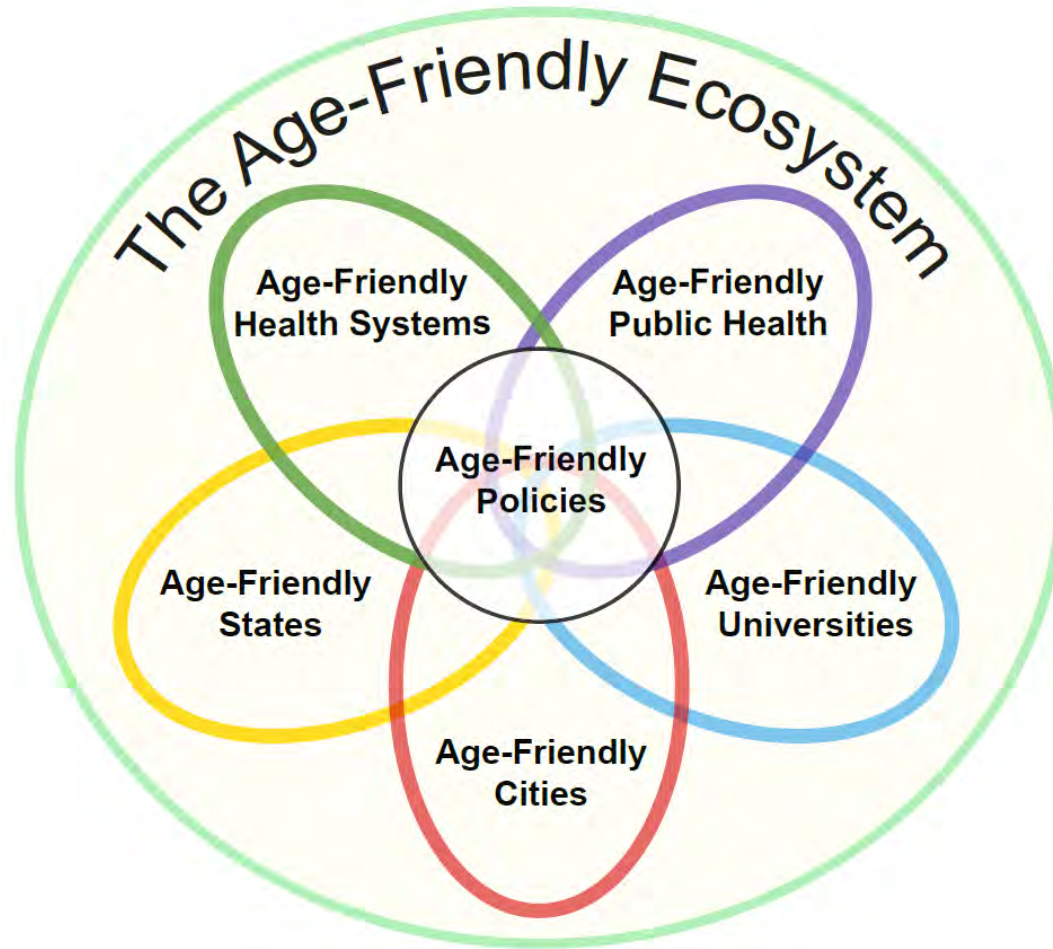 The Age-Friendly Ecosystem
Age-Friendly
Health Systems
Age-Friendly
Public Health
Age-Friendly
Policies
Age-Friendly
States
Age-Friendly
Universities
Age-Friendly
Cities